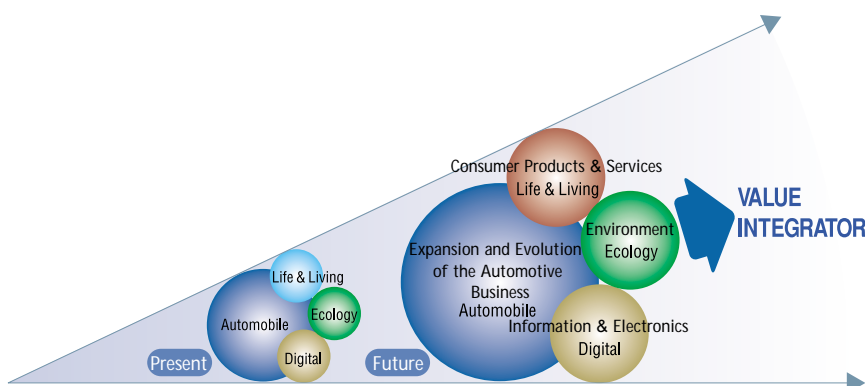 Consumer Products & Services
Life & Living
VALUE
INTEGRATOR
Environment
Ecology
Expansion and Evolution
of the Automotive
Business
Automobile
Information & Electronics
Digital
Life & Living
Automobile
Ecology
Digital
Present
Future